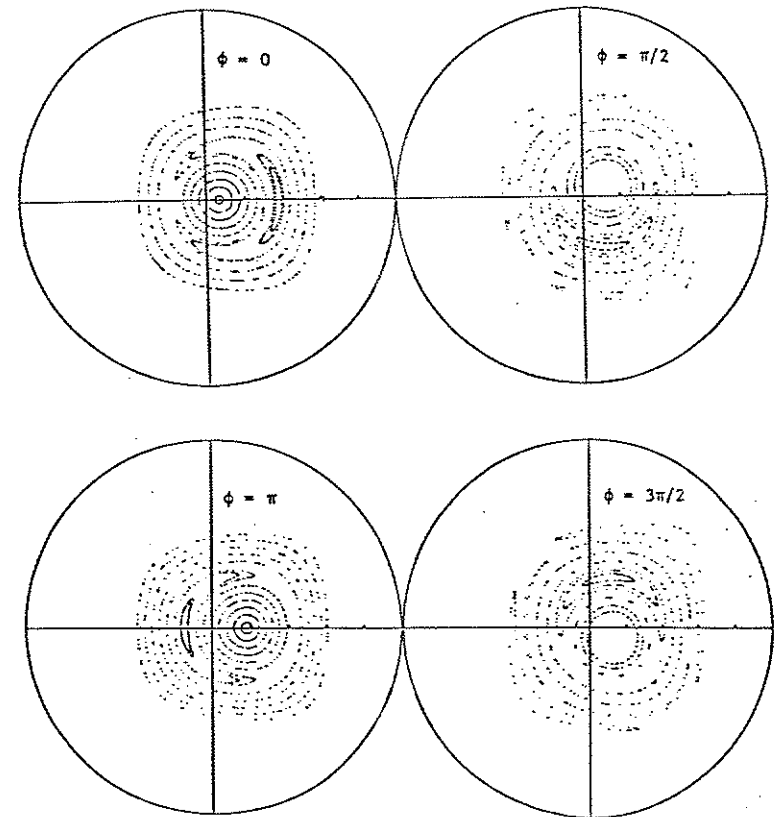 ϕ = 0
ϕ = π/2
ϕ = π
ϕ = 3π/2